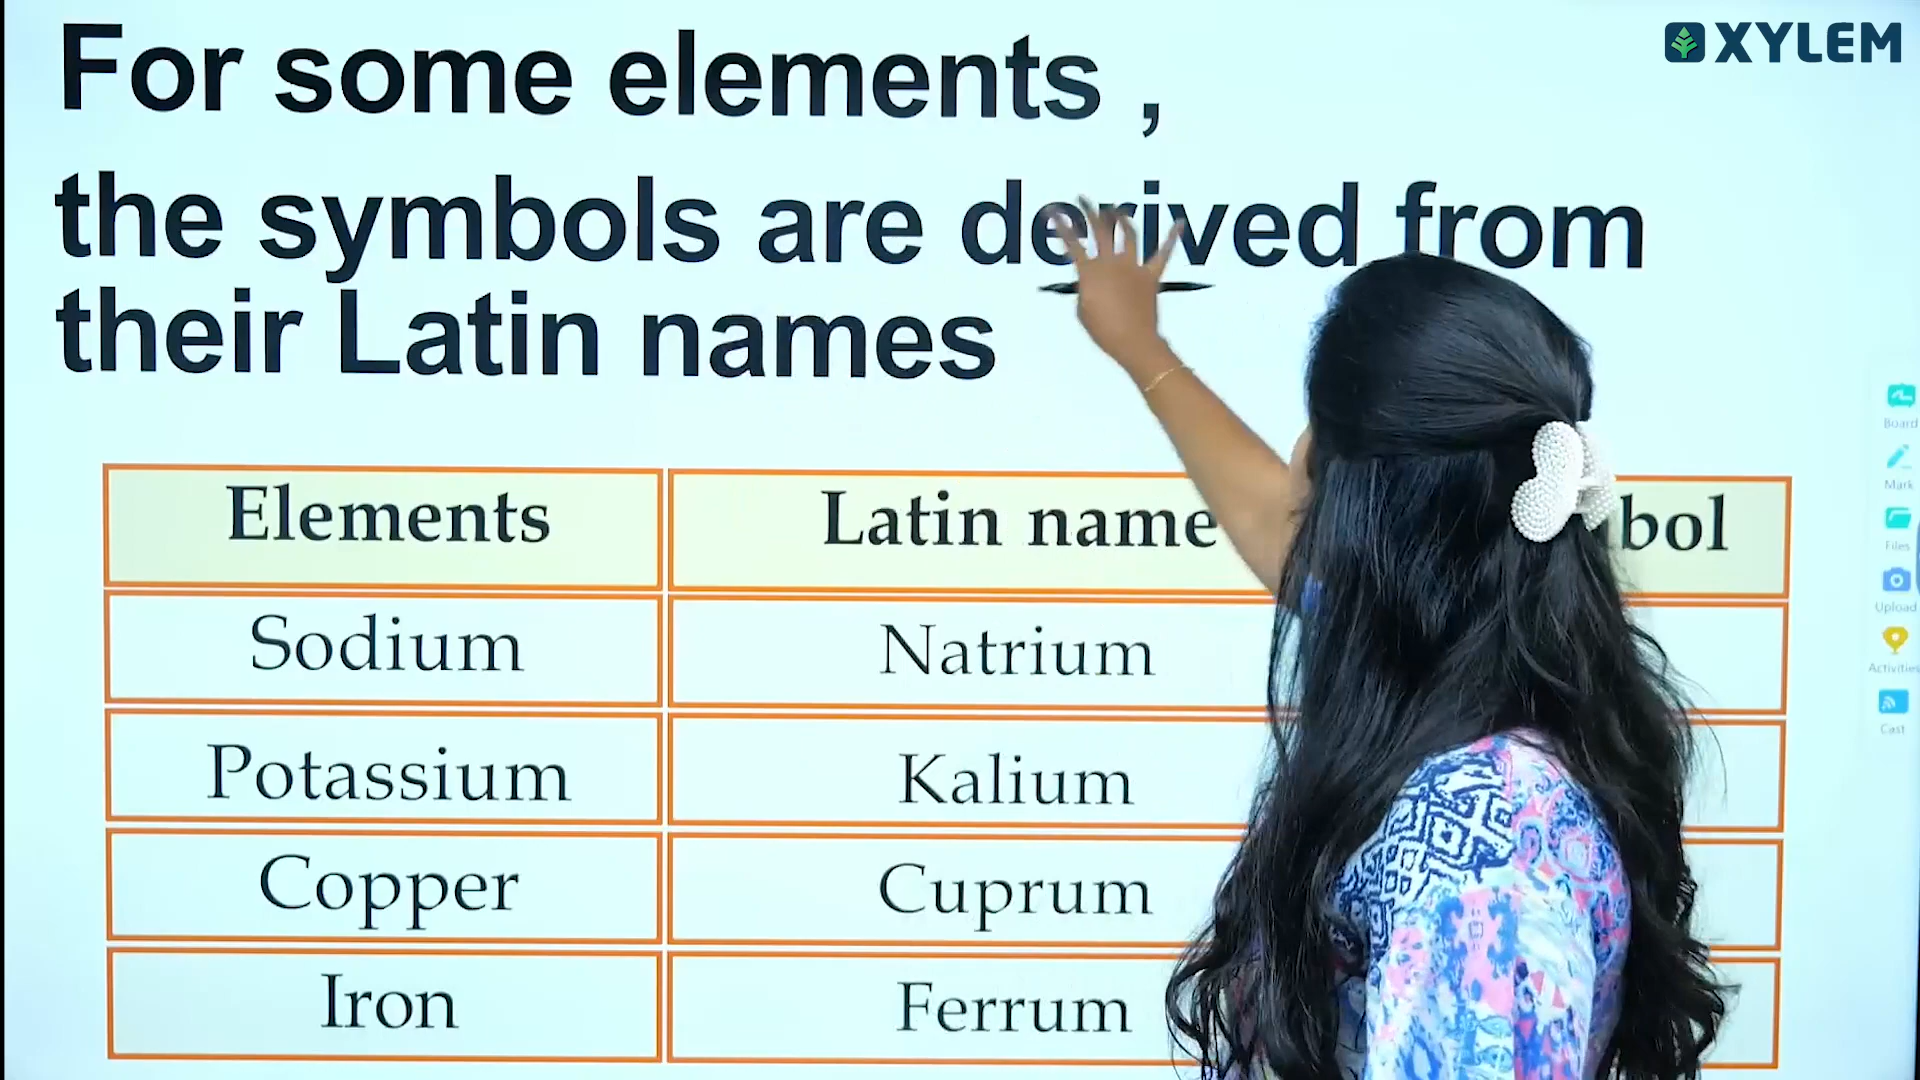 XYLEM
For some elements ,
the symbols are derived from
their Latin names
Elements Latin name bol
Sodium Natrium
Potassium Kalium
Copper Cuprum
Iron Ferrum
Board
Mark
Files
Upload
Activities
Cast